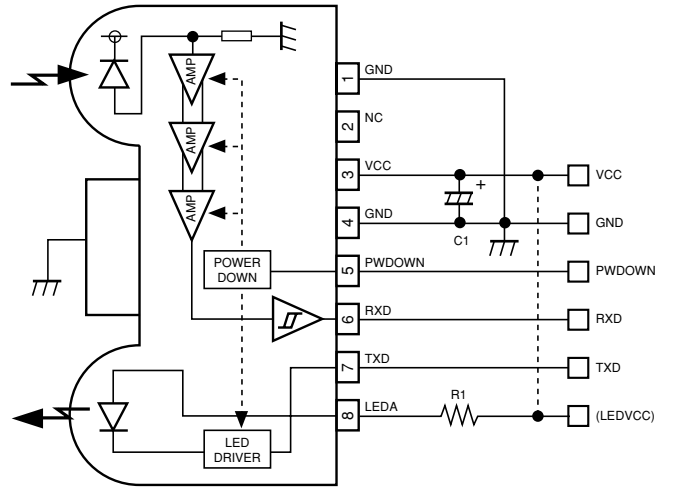 AMP
AMP
AMP
POWER
DOWN
LED
DRIVER
1 GND
2 NC
3 VCC
4 GND
5 PWDOWN
6 RXD
7 TXD
8 LEDA
+
C1
R1
VCC
GND
PWDOWN
RXD
TXD
(LEDVCC)